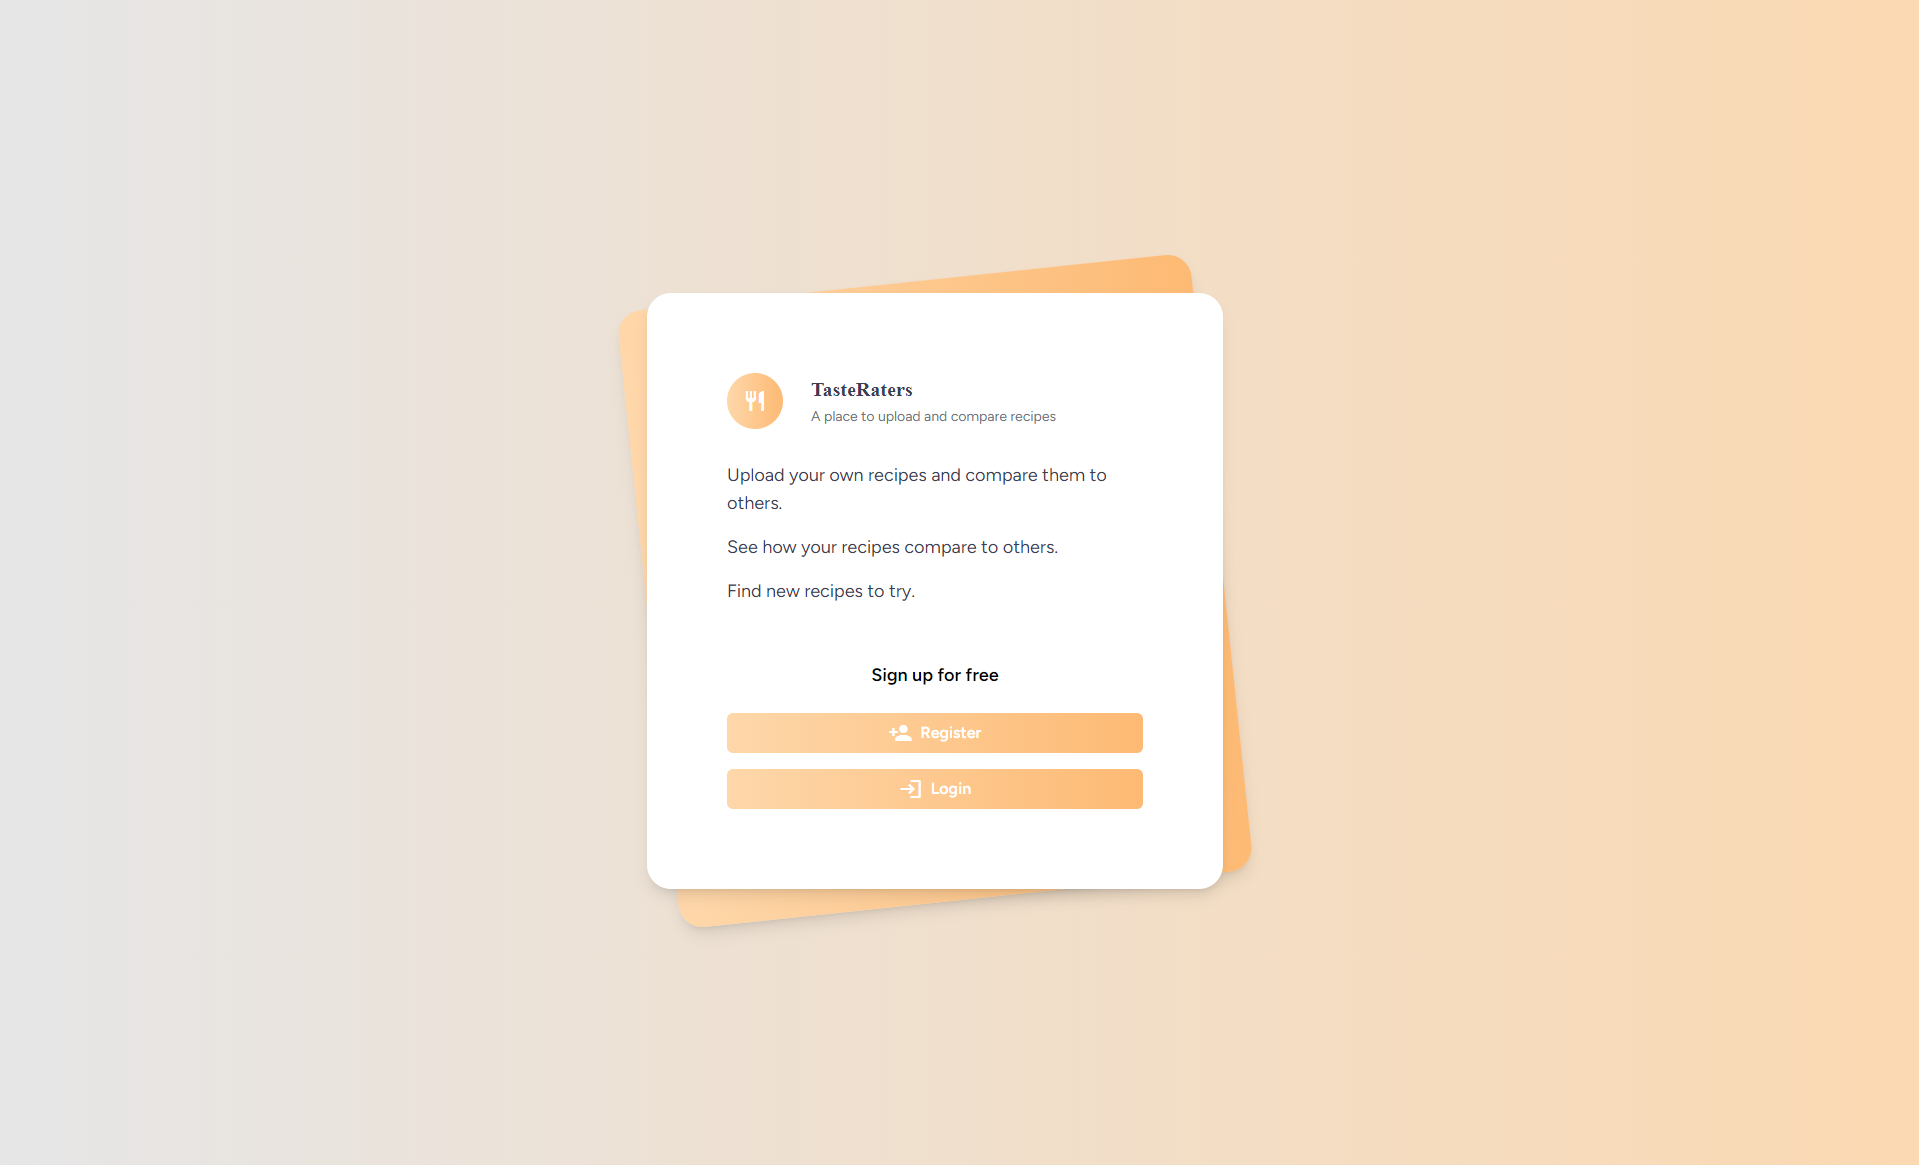 TasteRaters
A place to upload and compare recipes
Upload your own recipes and compare them to
others.
See how your recipes compare to others.
Find new recipes to try.
Sign up for free
Register
Login